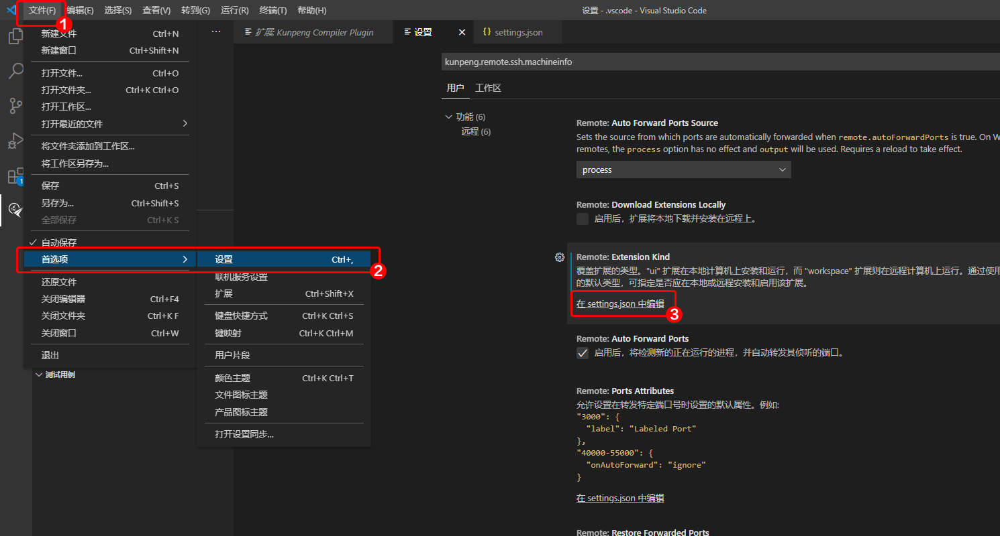 文件(F) 编辑(E) 选择(S) 查看(V) 转到(G) 运行(R) 终端(T) 帮助(H)
设置 - .vscode - Visual Studio Code
1
新建文件 Ctrl+N
新建窗口 Ctrl+Shift+N
打开文件... Ctrl+O
打开文件夹... Ctrl+K Ctrl+O
打开工作区...
打开最近的文件
将文件夹添加到工作区...
将工作区另存为...
保存 Ctrl+S
另存为... Ctrl+Shift+S
全部保存 Ctrl+K S
自动保存
首选项
还原文件
关闭编辑器 Ctrl+F4
关闭文件夹 Ctrl+K F
关闭窗口 Ctrl+W
退出
1
测试用例
设置 Ctrl+,
2
联机服务设置
扩展 Ctrl+Shift+X
键盘快捷方式 Ctrl+K Ctrl+S
键映射 Ctrl+K Ctrl+M
用户片段
颜色主题 Ctrl+K Ctrl+T
文件图标主题
产品图标主题
打开设置同步...
···
扩展: Kunpeng Compiler Plugin
设置
{} settings.json
kunpeng.remote.ssh.machineinfo
用户 工作区
功能 (6)
远程 (6)
Remote: Auto Forward Ports Source
Sets the source from which ports are automatically forwarded when remote.autoForwardPorts is true. On W
remotes, the process option has no effect and output will be used. Requires a reload to take effect.
process
Remote: Download Extensions Locally
启用后，扩展将本地下载并安装在远程上。
Remote: Extension Kind
覆盖扩展的类型。"ui" 扩展在本地计算机上安装和运行，而 "workspace" 扩展则在远程计算机上运行。通过使用
的默认类型，可指定是否应在本地或远程安装和启用该扩展。
在 settings.json 中编辑
3
Remote: Auto Forward Ports
启用后，将检测新的正在运行的进程，并自动转发其侦听的端口。
Remote: Ports Attributes
允许设置在转发特定端口号时设置的默认属性。例如:
"3000": {
"label": "Labeled Port"
},
"40000-55000": {
"onAutoForward": "ignore"
}
在 settings.json 中编辑
Remote: Restore Forwarded Ports